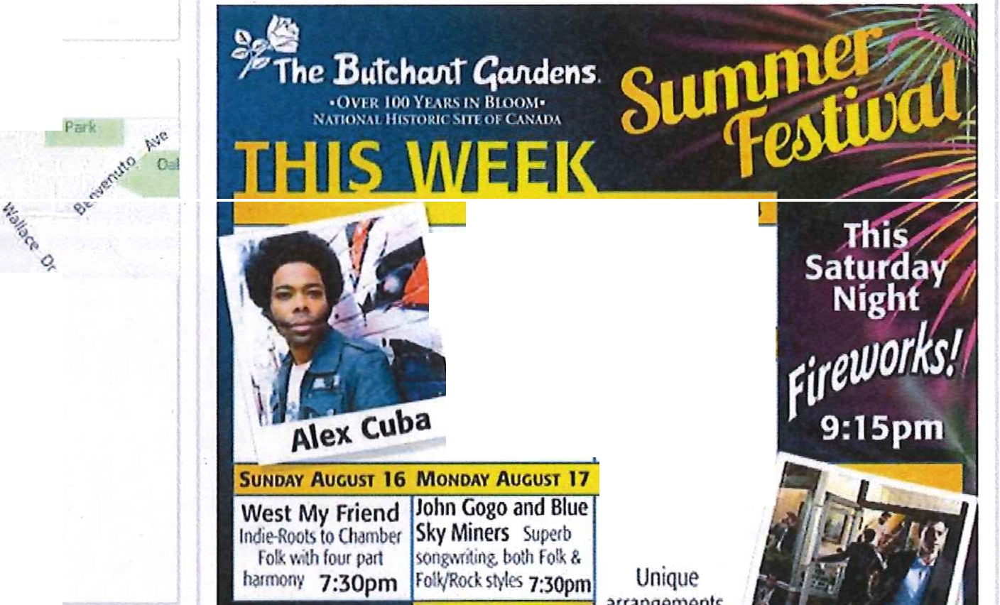 Park
Benvenuto Ave
Wallace Dr
The Butchart Gardens.
•OVER 100 YEARS IN BLOOM•
NATIONAL HISTORIC SITE OF CANADA
Summer
Festival
THIS WEEK
This
Saturday
Night
Fireworks!
9:15pm
Alex Cuba
SUNDAY AUGUST 16
West My Friend
Indie-Roots to Chamber
Folk with four part
harmony 7:30pm
MONDAY AUGUST 17
John Gogo and Blue
Sky Miners Superb
songwriting, both Folk &
Folk/Rock styles 7:30pm
Unique
arrangements